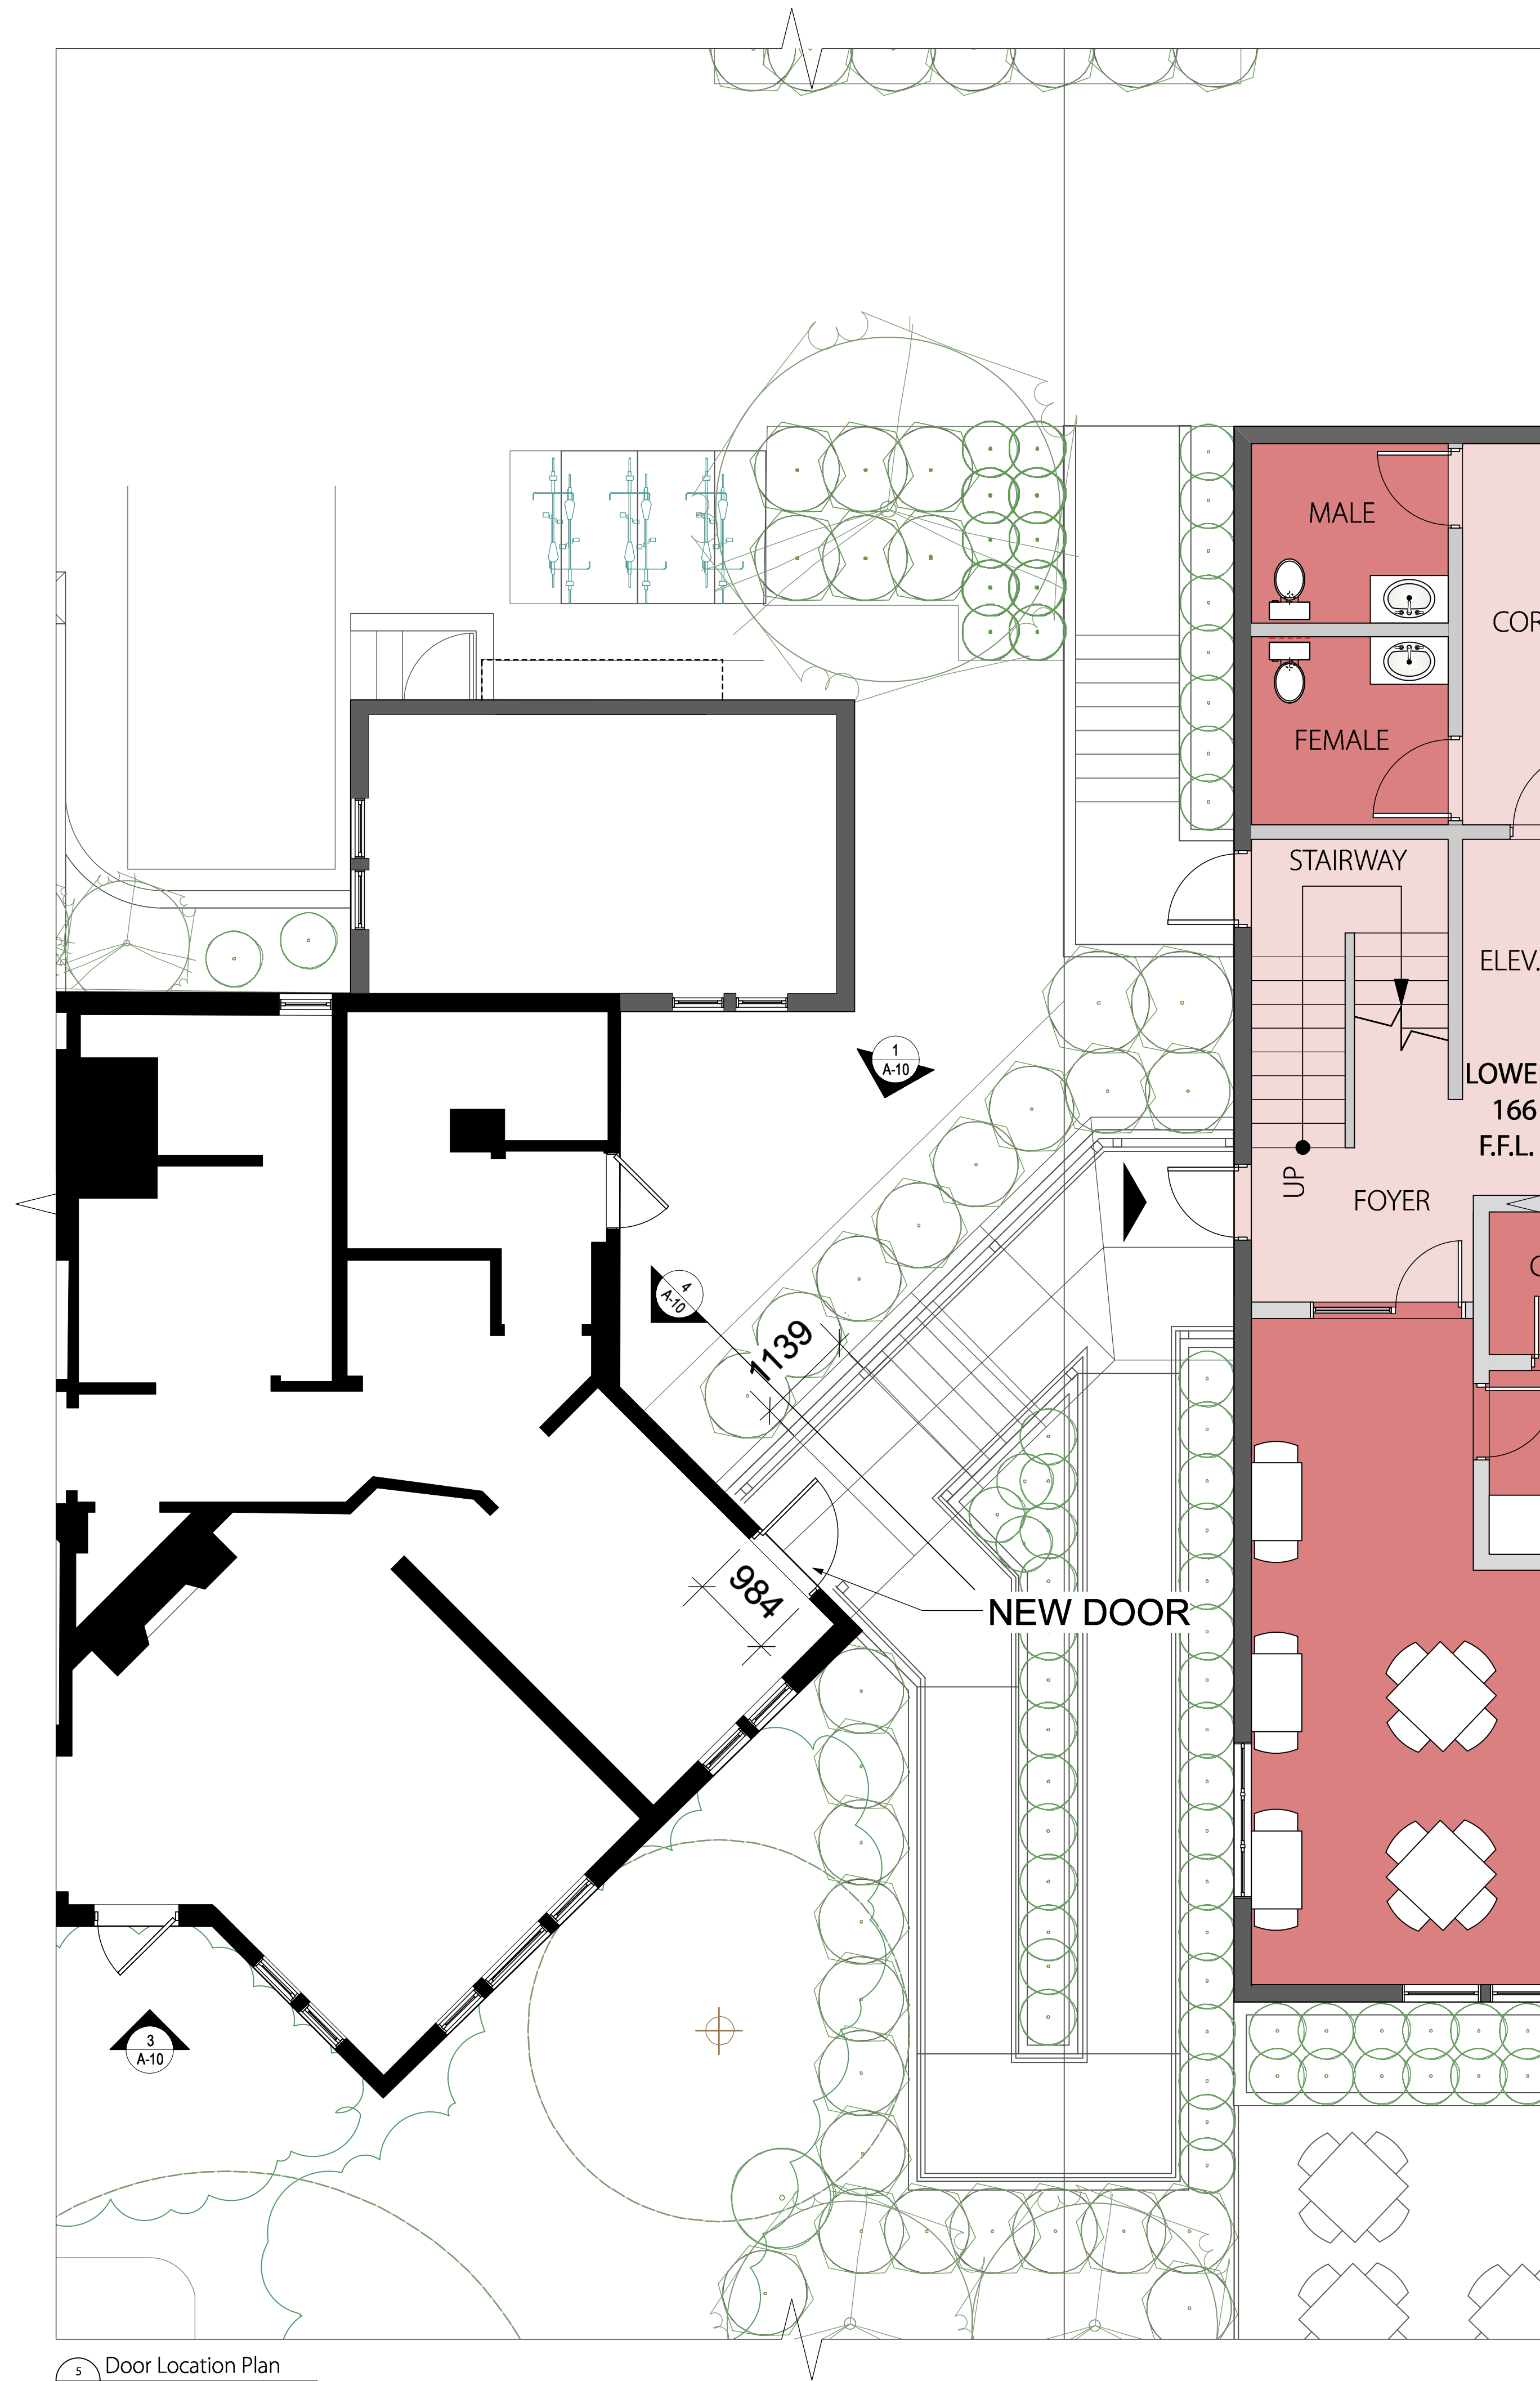 MALE
COR
FEMALE
STAIRWAY
ELEV.
1
A-10
LOWE
166
F.F.L.
UP
FOYER
4
A-10
1139
984
NEW DOOR
3
A-10
5
Door Location Plan